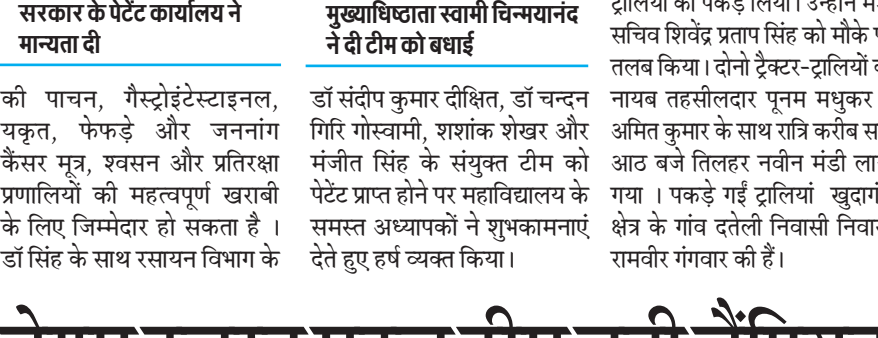 सरकार के पेटेंट कार्यालय ने
मान्यता दी
की पाचन, गैस्ट्रोइंटेस्टाइनल,
यकृत, फेफड़े और जननांग
कैंसर मूत्र, श्वसन और प्रतिरक्षा
प्रणालियों की महत्वपूर्ण खराबी
के लिए जिम्मेदार हो सकता है ।
डॉ सिंह के साथ रसायन विभाग के
मुख्याधिष्ठाता स्वामी चिन्मयानंद
ने दी टीम को बधाई
डॉ संदीप कुमार दीक्षित, डॉ चन्दन
गिरि गोस्वामी, शशांक शेखर और
मंजीत सिंह के संयुक्त टीम को
पेटेंट प्राप्त होने पर महाविद्यालय के
समस्त अध्यापकों ने शुभकामनाएं
देते हुए हर्ष व्यक्त किया।
ट्रालियों को पकड़ लिया। उन्होंने
सचिव शिवेंद्र प्रताप सिंह को मौके
तलब किया। दोनो ट्रैक्टर-ट्रालियों
नायब तहसीलदार पूनम मधुकर
अमित कुमार के साथ रात्रि करीब
आठ बजे तिलहर नवीन मंडी
गया । पकड़े गईं ट्रालियां
क्षेत्र के गांव दतेली निवासी
रामवीर गंगवार की हैं।